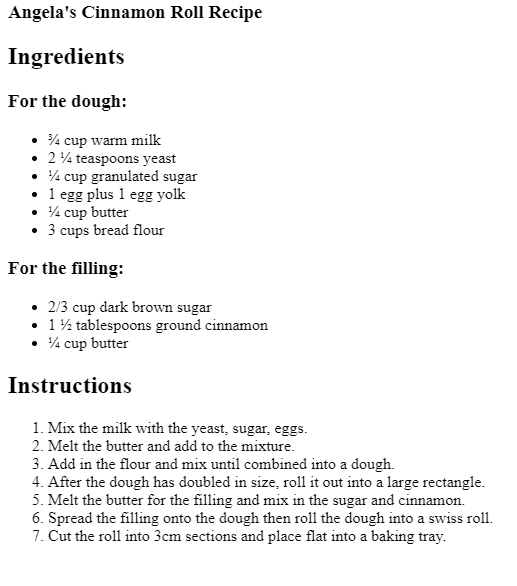 Angela's Cinnamon Roll Recipe
Ingredients
For the dough:
• ¾ cup warm milk
• 2 ¼ teaspoons yeast
• ¼ cup granulated sugar
• 1 egg plus 1 egg yolk
• ¼ cup butter
• 3 cups bread flour
For the filling:
• 2/3 cup dark brown sugar
• 1 ½ tablespoons ground cinnamon
• ¼ cup butter
Instructions
1. Mix the milk with the yeast, sugar, eggs.
2. Melt the butter and add to the mixture.
3. Add in the flour and mix until combined into a dough.
4. After the dough has doubled in size, roll it out into a large rectangle.
5. Melt the butter for the filling and mix in the sugar and cinnamon.
6. Spread the filling onto the dough then roll the dough into a swiss roll.
7. Cut the roll into 3cm sections and place flat into a baking tray.